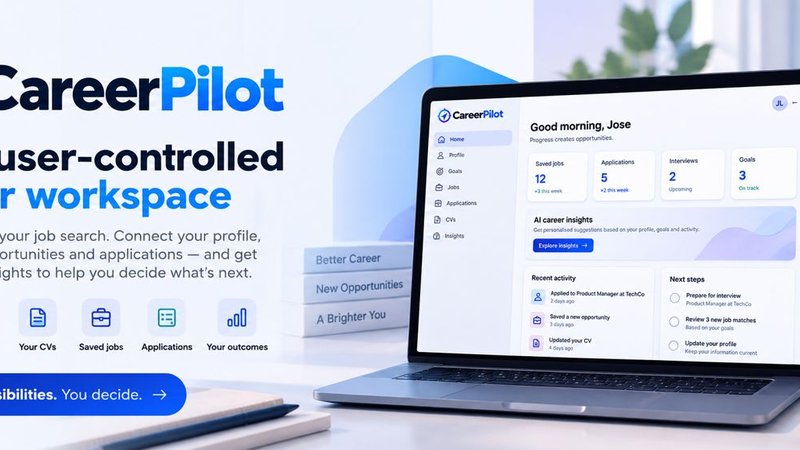 CareerPilot
user-controlled
r workspace
your job search. Connect your profile,
ortunities and applications — and get
ights to help you decide what's next.
Your CVs
Saved jobs
Applications
Your outcomes
sibilities. You decide. →
Better Career
New Opportunities
A Brighter You
CareerPilot
Home
Profile
Goals
Jobs
Applications
CVs
Insights
JL
Good morning, Jose
Progress creates opportunities.
Saved jobs
12
+3 this week
Applications
5
+2 this week
Interviews
2
Upcoming
Goals
3
On track
AI career insights
Get personalised suggestions based on your profile, goals and activity.
Explore insights →
Recent activity
Applied to Product Manager at TechCo
2 days ago
Saved a new opportunity
3 days ago
Updated your CV
4 days ago
Next steps
Prepare for interview
Product Manager at TechCo
Review 3 new job matches
Based on your goals
Update your profile
Keep your information current